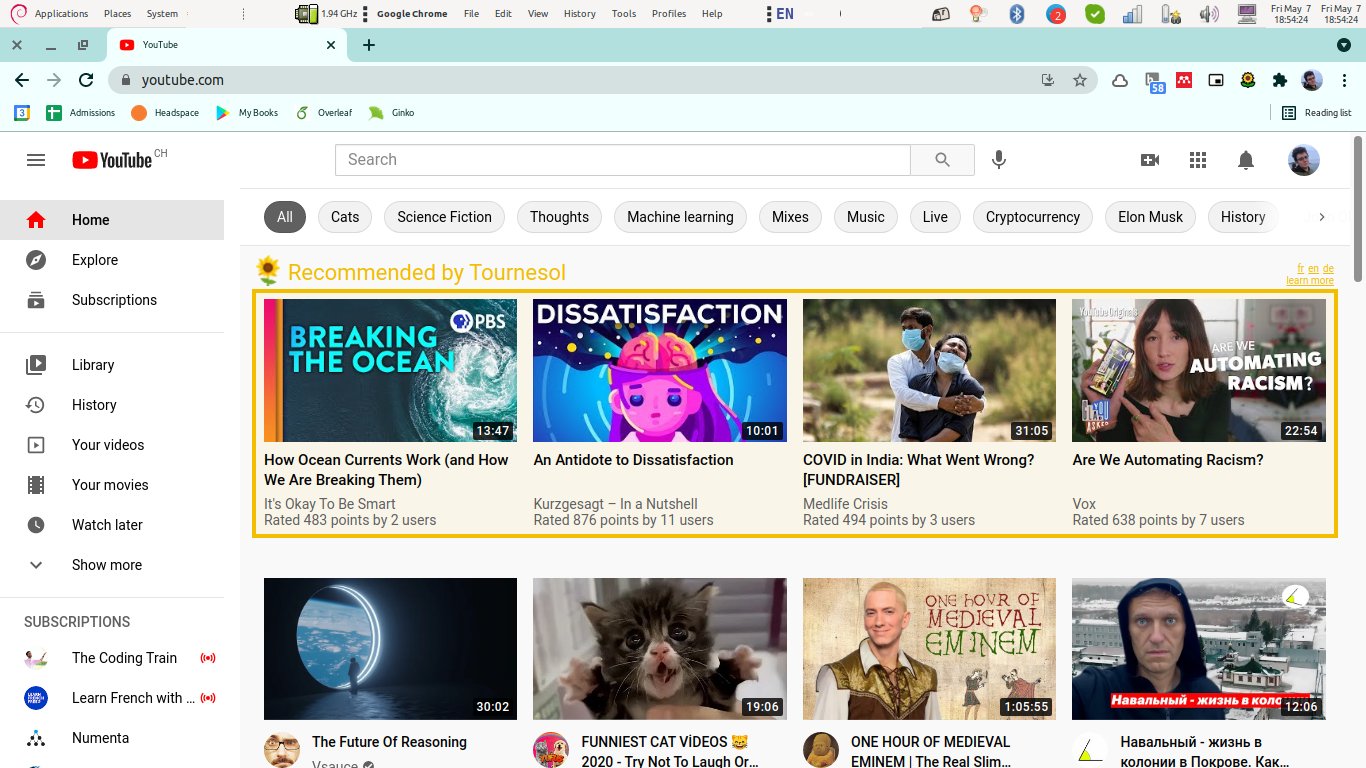 Applications Places System 1.94 GHz Google Chrome File Edit View History Tools Profiles Help EN 2 Fri May 7 Fri May 7
18:54:24 18:54:24
YouTube
youtube.com 58
3 Admissions Headspace My Books Overleaf Ginko Reading list
YouTube CH Search
All Cats Science Fiction Thoughts Machine learning Mixes Music Live Cryptocurrency Elon Musk History
Home
Explore
Subscriptions
Library
History
Your videos
Your movies
Watch later
Show more
SUBSCRIPTIONS
The Coding Train
Learn French with ...
Numenta
Recommended by Tournesol
fr en de
learn more
BREAKING
THE OCEAN
PBS
13:47
How Ocean Currents Work (and How
We Are Breaking Them)
It's Okay To Be Smart
Rated 483 points by 2 users
DISSATISFACTION
10:01
An Antidote to Dissatisfaction
Kurzgesagt – In a Nutshell
Rated 876 points by 11 users
31:05
COVID in India: What Went Wrong?
[FUNDRAISER]
Medlife Crisis
Rated 494 points by 3 users
YouTube Originals
ARE WE
AUTOMATING
RACISM?
GLAD YOU ASKED
22:54
Are We Automating Racism?
Vox
Rated 638 points by 7 users
30:02
The Future Of Reasoning
Vsauce
19:06
FUNNIEST CAT VİDEOS 😹
2020 - Try Not To Laugh Or...
ONE HOUR OF
MEDIEVAL
EMINEM
1:05:55
ONE HOUR OF MEDIEVAL
EMINEM | The Real Slim...
Навальный - жизнь в коло
12:06
Навальный - жизнь в
колонии в Покрове. Как...